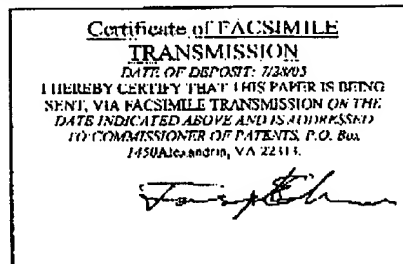 Certificate of FACSIMILE
TRANSMISSION
DATE OF DEPOSIT: 7/28/05
I HEREBY CERTIFY THAT THIS PAPER IS BEING
SENT, VIA FACSIMILE TRANSMISSION ON THE
DATE INDICATED ABOVE AND IS ADDRESSED
TO COMMISSIONER OF PATENTS, P.O. Box
1450Alexandria, VA 22313.